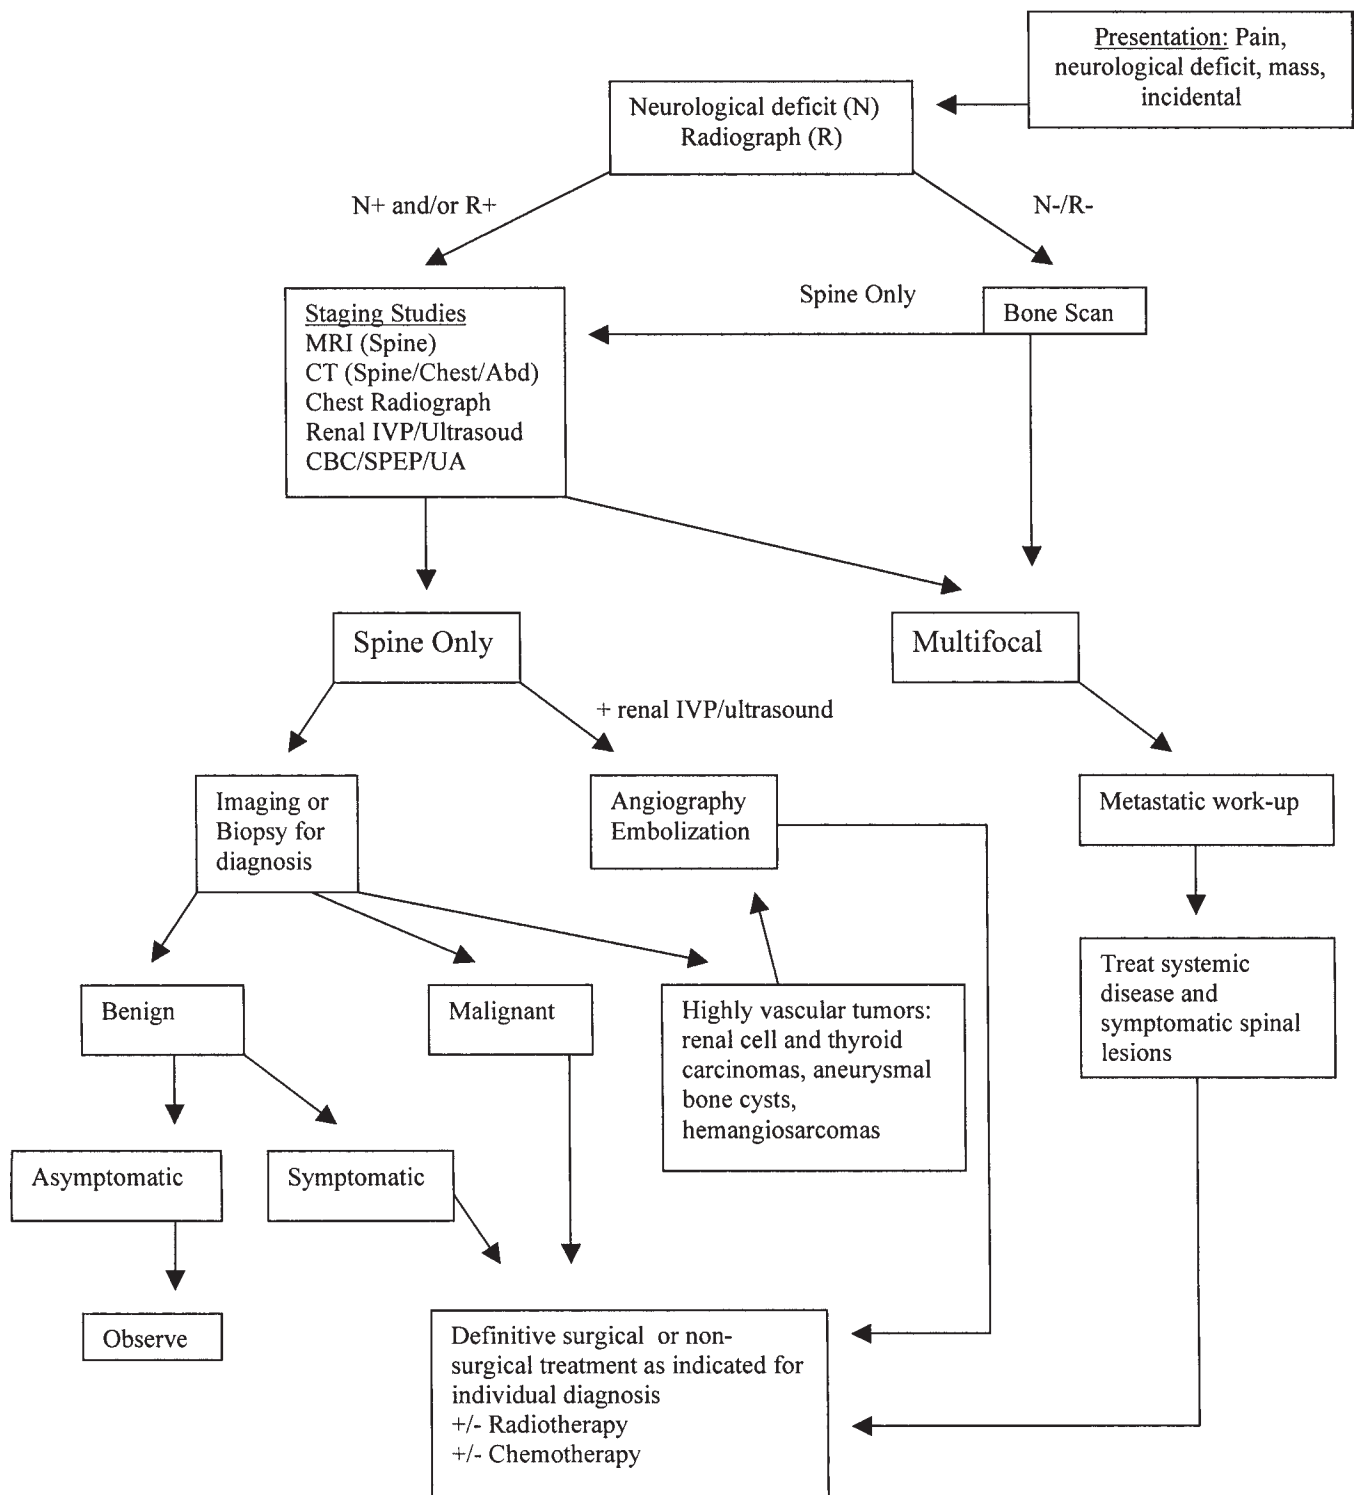 Presentation: Pain,
neurological deficit, mass,
incidental
Neurological deficit (N)
Radiograph (R)
N+ and/or R+
N-/R-
Staging Studies
MRI (Spine)
CT (Spine/Chest/Abd)
Chest Radiograph
Renal IVP/Ultrasoud
CBC/SPEP/UA
Spine Only
Bone Scan
Spine Only
Multifocal
+ renal IVP/ultrasound
Imaging or
Biopsy for
diagnosis
Angiography
Embolization
Metastatic work-up
Benign
Malignant
Highly vascular tumors:
renal cell and thyroid
carcinomas, aneurysmal
bone cysts,
hemangiosarcomas
Treat systemic
disease and
symptomatic spinal
lesions
Asymptomatic
Symptomatic
Observe
Definitive surgical or non-
surgical treatment as indicated for
individual diagnosis
+/- Radiotherapy
+/- Chemotherapy